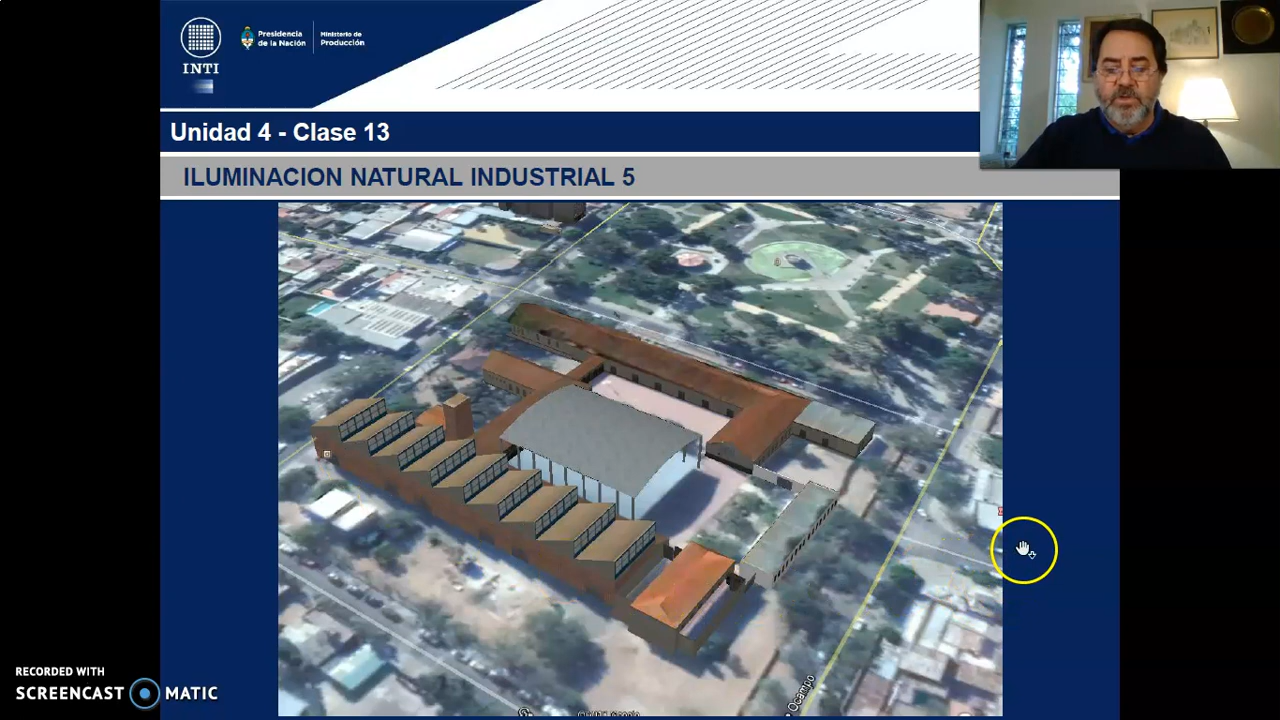 INTI
Presidencia
de la Nación
Ministerio de
Producción
Unidad 4 - Clase 13
ILUMINACION NATURAL INDUSTRIAL 5
Ocampo
RECORDED WITH
SCREENCAST MATIC